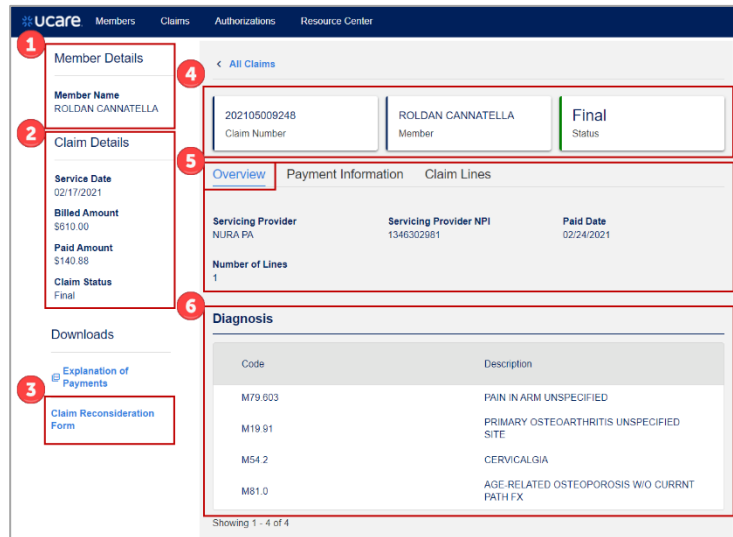 ucare Members Claims Authorizations Resource Center
1
Member Details
Member Name
ROLDAN CANNATELLA
2
Claim Details
Service Date
02/17/2021
Billed Amount
$610.00
Paid Amount
$140.88
Claim Status
Final
Downloads
Explanation of
Payments
3
Claim Reconsideration
Form
< All Claims
4
202105009248
Claim Number
ROLDAN CANNATELLA
Member
Final
Status
5
Overview Payment Information Claim Lines
Servicing Provider Servicing Provider NPI Paid Date
NURA PA 1346302981 02/24/2021
Number of Lines
1
6
Diagnosis
Code Description
M79.603 PAIN IN ARM UNSPECIFIED
M19.91 PRIMARY OSTEOARTHRITIS UNSPECIFIED
SITE
M54.2 CERVICALGIA
M81.0 AGE-RELATED OSTEOPOROSIS W/O CURRNT
PATH FX
Showing 1 - 4 of 4